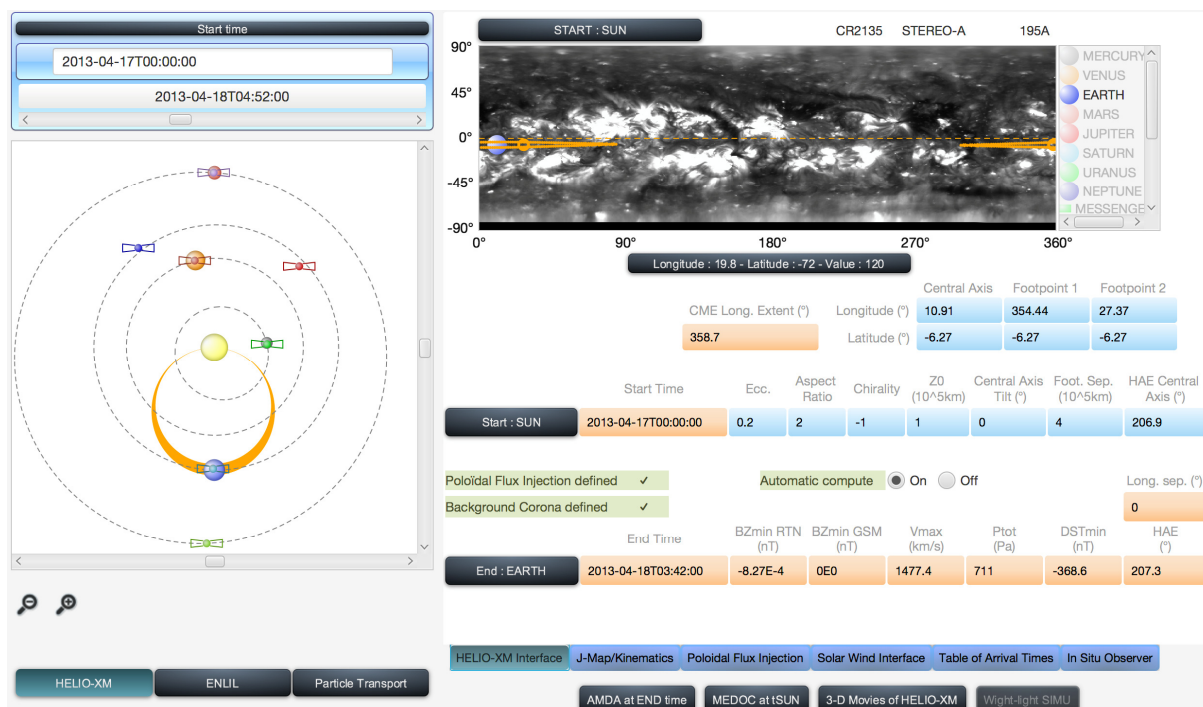 Start time
2013-04-17T00:00:00
2013-04-18T04:52:00
HELIO-XM ENLIL Particle Transport
START : SUN CR2135 STEREO-A 195A
90°
45°
0°
-45°
-90°
0° 90° 180° 270° 360°
MERCURY
VENUS
EARTH
MARS
JUPITER
SATURN
URANUS
NEPTUNE
MESSENGE
Longitude : 19.8 - Latitude : -72 - Value : 120
Central Axis Footpoint 1 Footpoint 2
CME Long. Extent (°) Longitude (°) 10.91 354.44 27.37
358.7 Latitude (°) -6.27 -6.27 -6.27
Start Time Ecc. Aspect Ratio Chirality Z0 (10^5km) Central Axis Tilt (°) Foot. Sep. (10^5km) HAE Central Axis (°)
Start : SUN 2013-04-17T00:00:00 0.2 2 -1 1 0 4 206.9
Poloïdal Flux Injection defined ✓ Automatic compute On Off Long. sep. (°)
Background Corona defined ✓ 0
End Time BZmin RTN (nT) BZmin GSM (nT) Vmax (km/s) Ptot (Pa) DSTmin (nT) HAE (°)
End : EARTH 2013-04-18T03:42:00 -8.27E-4 0E0 1477.4 711 -368.6 207.3
HELIO-XM Interface J-Map/Kinematics Poloidal Flux Injection Solar Wind Interface Table of Arrival Times In Situ Observer
AMDA at END time MEDOC at tSUN 3-D Movies of HELIO-XM Wight-light SIMU